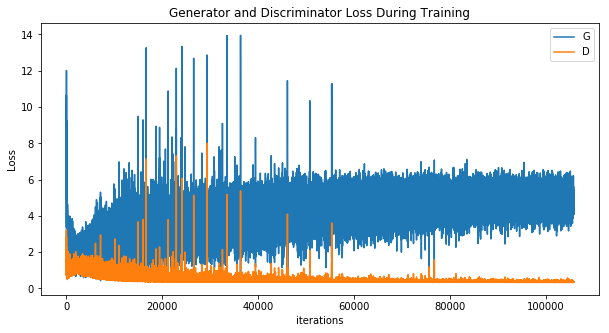 Generator and Discriminator Loss During Training
G
D
14
12
10
8
6
4
2
0
Loss
0 20000 40000 60000 80000 100000
iterations